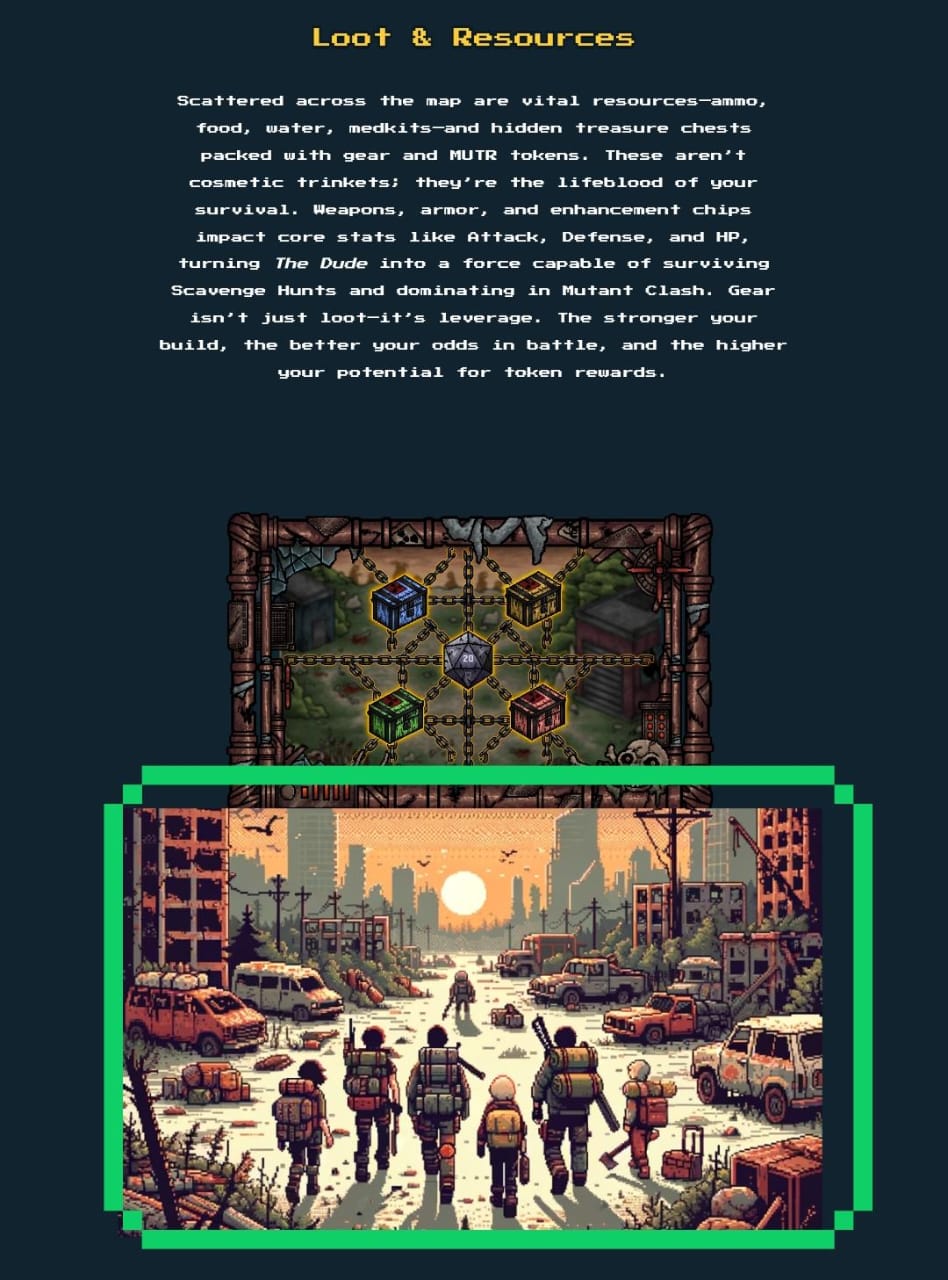 Loot & Resources
Scattered across the map are vital resources—ammo,
food, water, medkits—and hidden treasure chests
packed with gear and MUTR tokens. These aren't
cosmetic trinkets; they're the lifeblood of your
survival. Weapons, armor, and enhancement chips
impact core stats like Attack, Defense, and HP,
turning The Dude into a force capable of surviving
Scavenge Hunts and dominating in Mutant Clash. Gear
isn't just loot—it's leverage. The stronger your
build, the better your odds in battle, and the higher
your potential for token rewards.
20